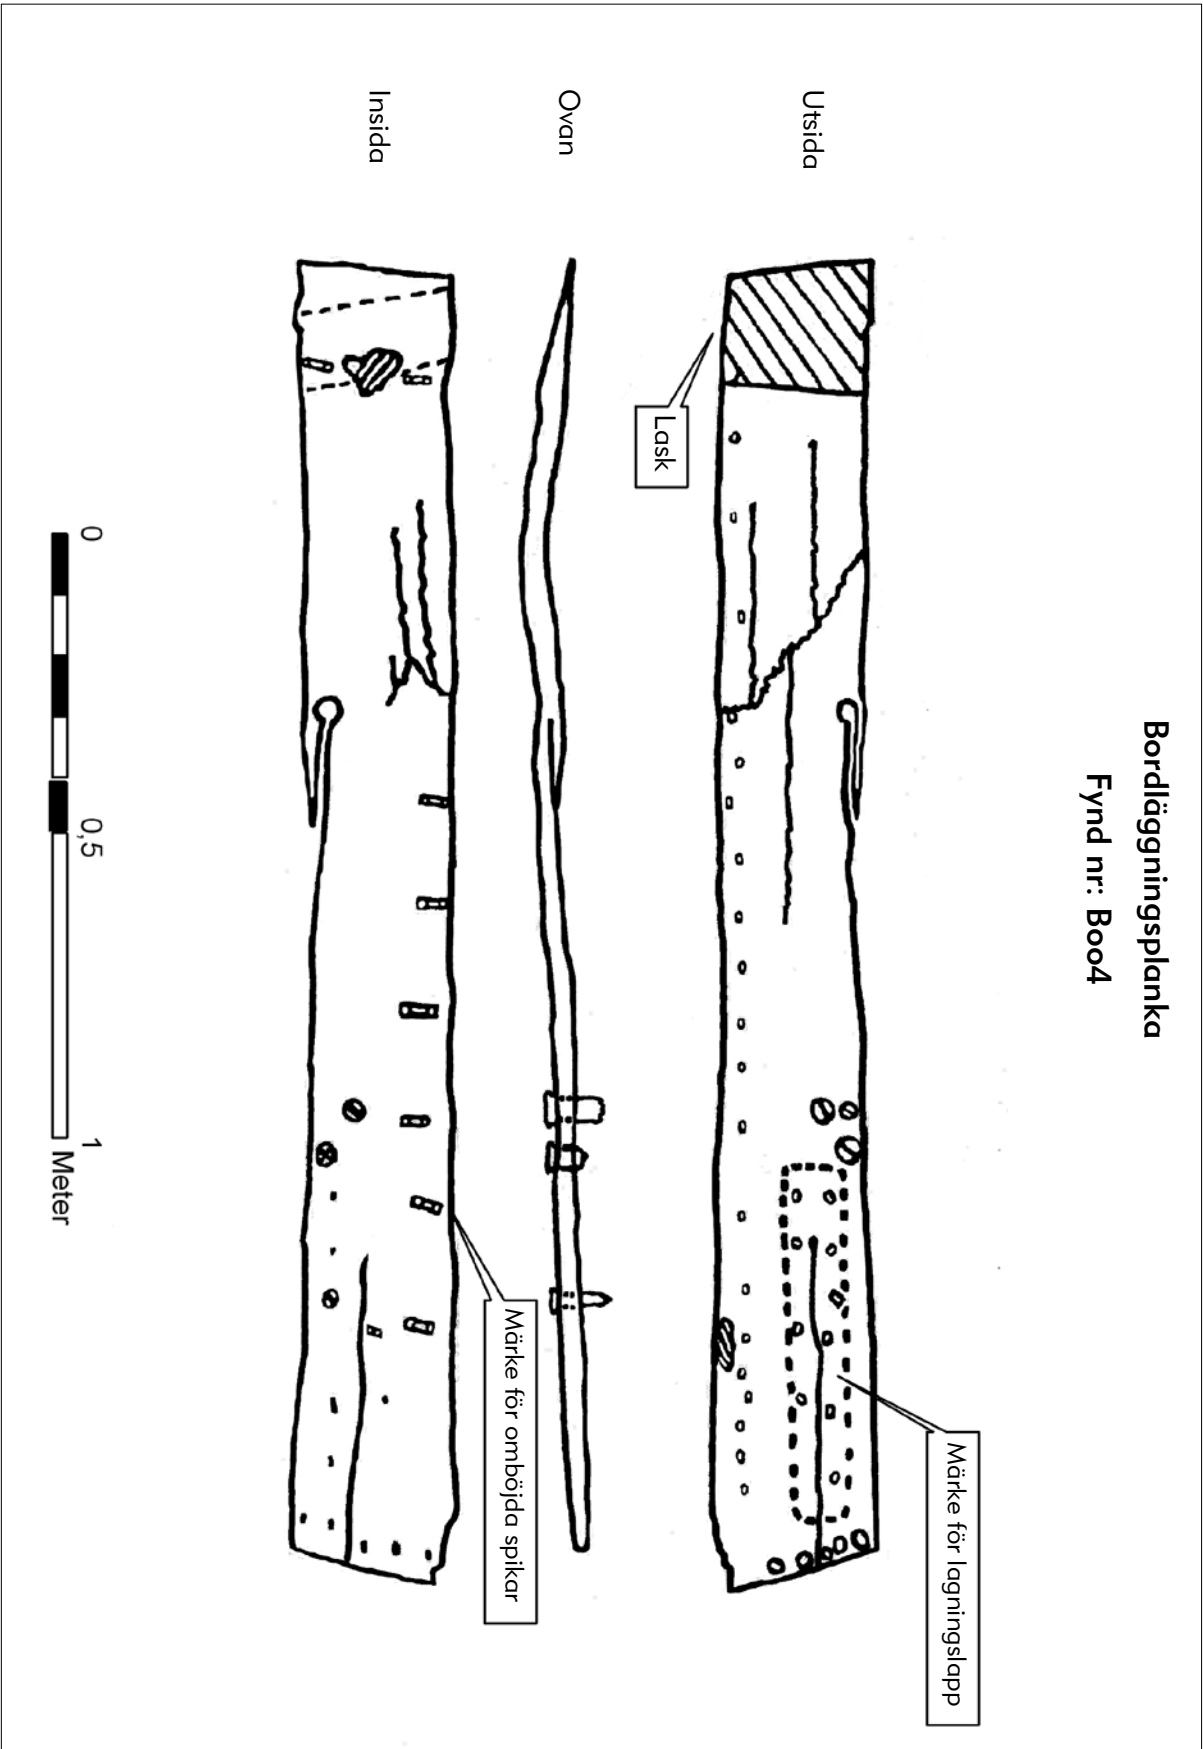 Bordläggningsplanka
Fynd nr: Boo4
Utsida
Lask
Märke för lagningslapp
Ovan
Märke för omböjda spikar
Insida
0
0,5
1
Meter